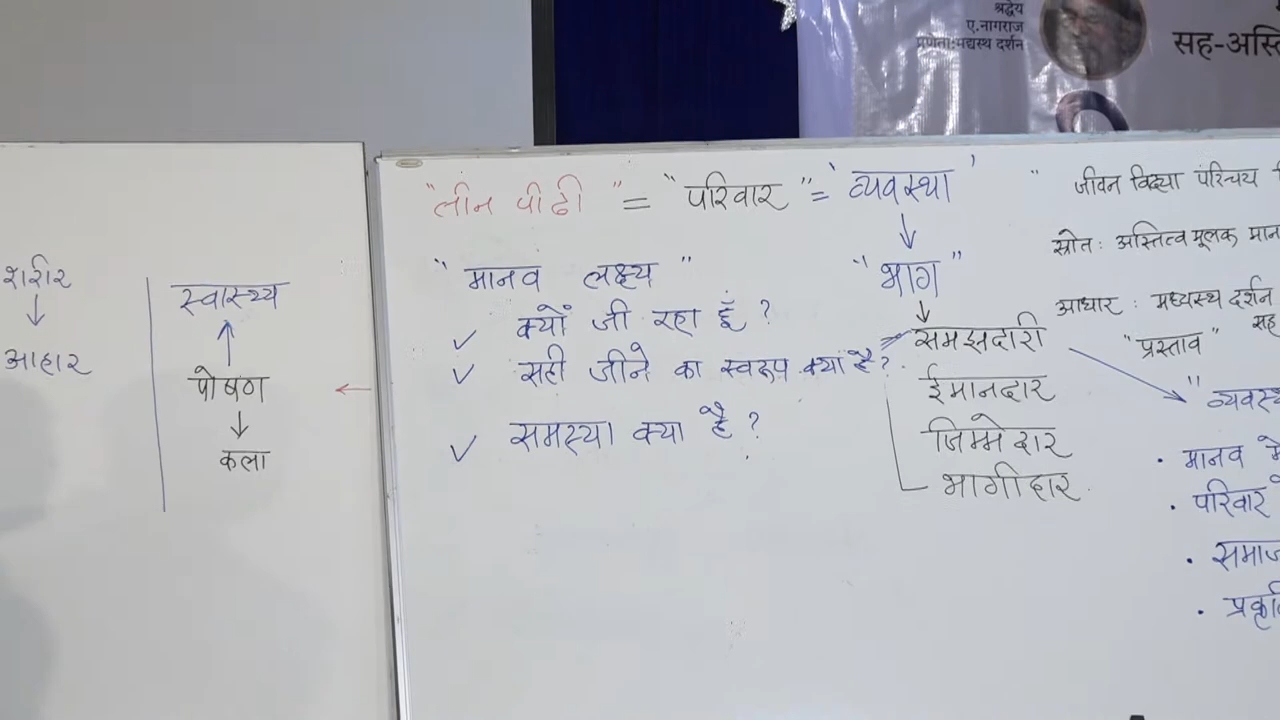 श्रद्धेय
ए.नागराज
प्रणेता:मध्यस्थ दर्शन
सह-अस्ति
शरीर
↓
आहार
स्वास्थ्य
↑
पोषण
↓
कला
←
"तीन पीढी" = "परिवार" = 'व्यवस्था'
↓
"भाग"
↓
समझदारी
ईमानदार
जिम्मेदार
भागीदार
"मानव लक्ष्य"
✓ क्यों जी रहा हूँ ?
✓ सही जीने का स्वरूप क्या है ?
✓ समस्या क्या है ?
" जीवन विद्या परिचय
स्रोत : अस्तित्व मूलक मान
आधार : मध्यस्थ दर्शन
सह
"प्रस्ताव"
" व्यवस्थ
· मानव में
· परिवार
· समाज
· प्रकृति